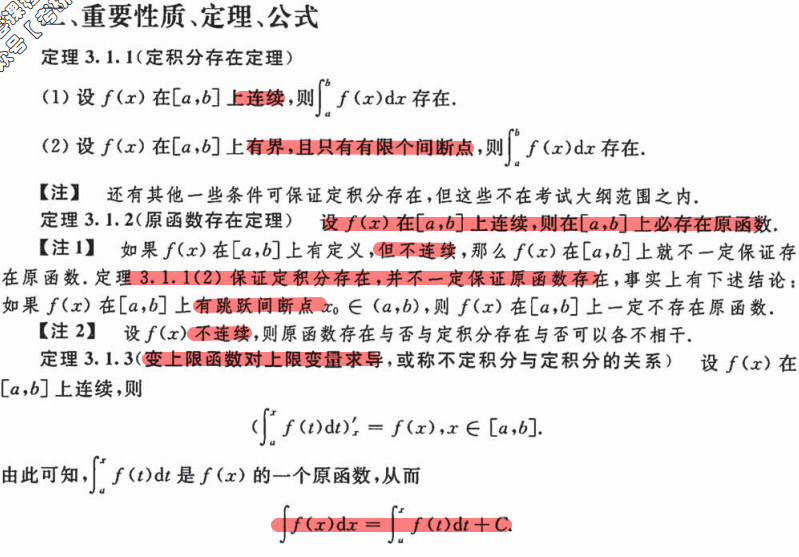 二、重要性质、定理、公式
定理 3.1.1(定积分存在定理)
(1) 设 f(x) 在[a,b] 上连续,则∫_a^b f(x)dx 存在.
(2) 设 f(x) 在[a,b] 上有界,且只有有限个间断点,则∫_a^b f(x)dx 存在.
【注】 还有其他一些条件可保证定积分存在,但这些不在考试大纲范围之内.
定理 3.1.2(原函数存在定理) 设 f(x) 在[a,b] 上连续,则在[a,b] 上必存在原函数.
【注 1】 如果 f(x) 在[a,b] 上有定义,但不连续,那么 f(x) 在[a,b] 上就不一定保证存
在原函数. 定理 3.1.1(2) 保证定积分存在,并不一定保证原函数存在,事实上有下述结论:
如果 f(x) 在[a,b] 上有跳跃间断点 x₀ ∈ (a,b),则 f(x) 在[a,b] 上一定不存在原函数.
【注 2】 设 f(x) 不连续,则原函数存在与否与定积分存在与否可以各不相干.
定理 3.1.3(变上限函数对上限变量求导,或称不定积分与定积分的关系) 设 f(x) 在
[a,b] 上连续,则
(∫_a^x f(t)dt)′_x = f(x),x ∈ [a,b].
由此可知,∫_a^x f(t)dt 是 f(x) 的一个原函数,从而
∫f(x)dx = ∫_a^x f(t)dt + C.